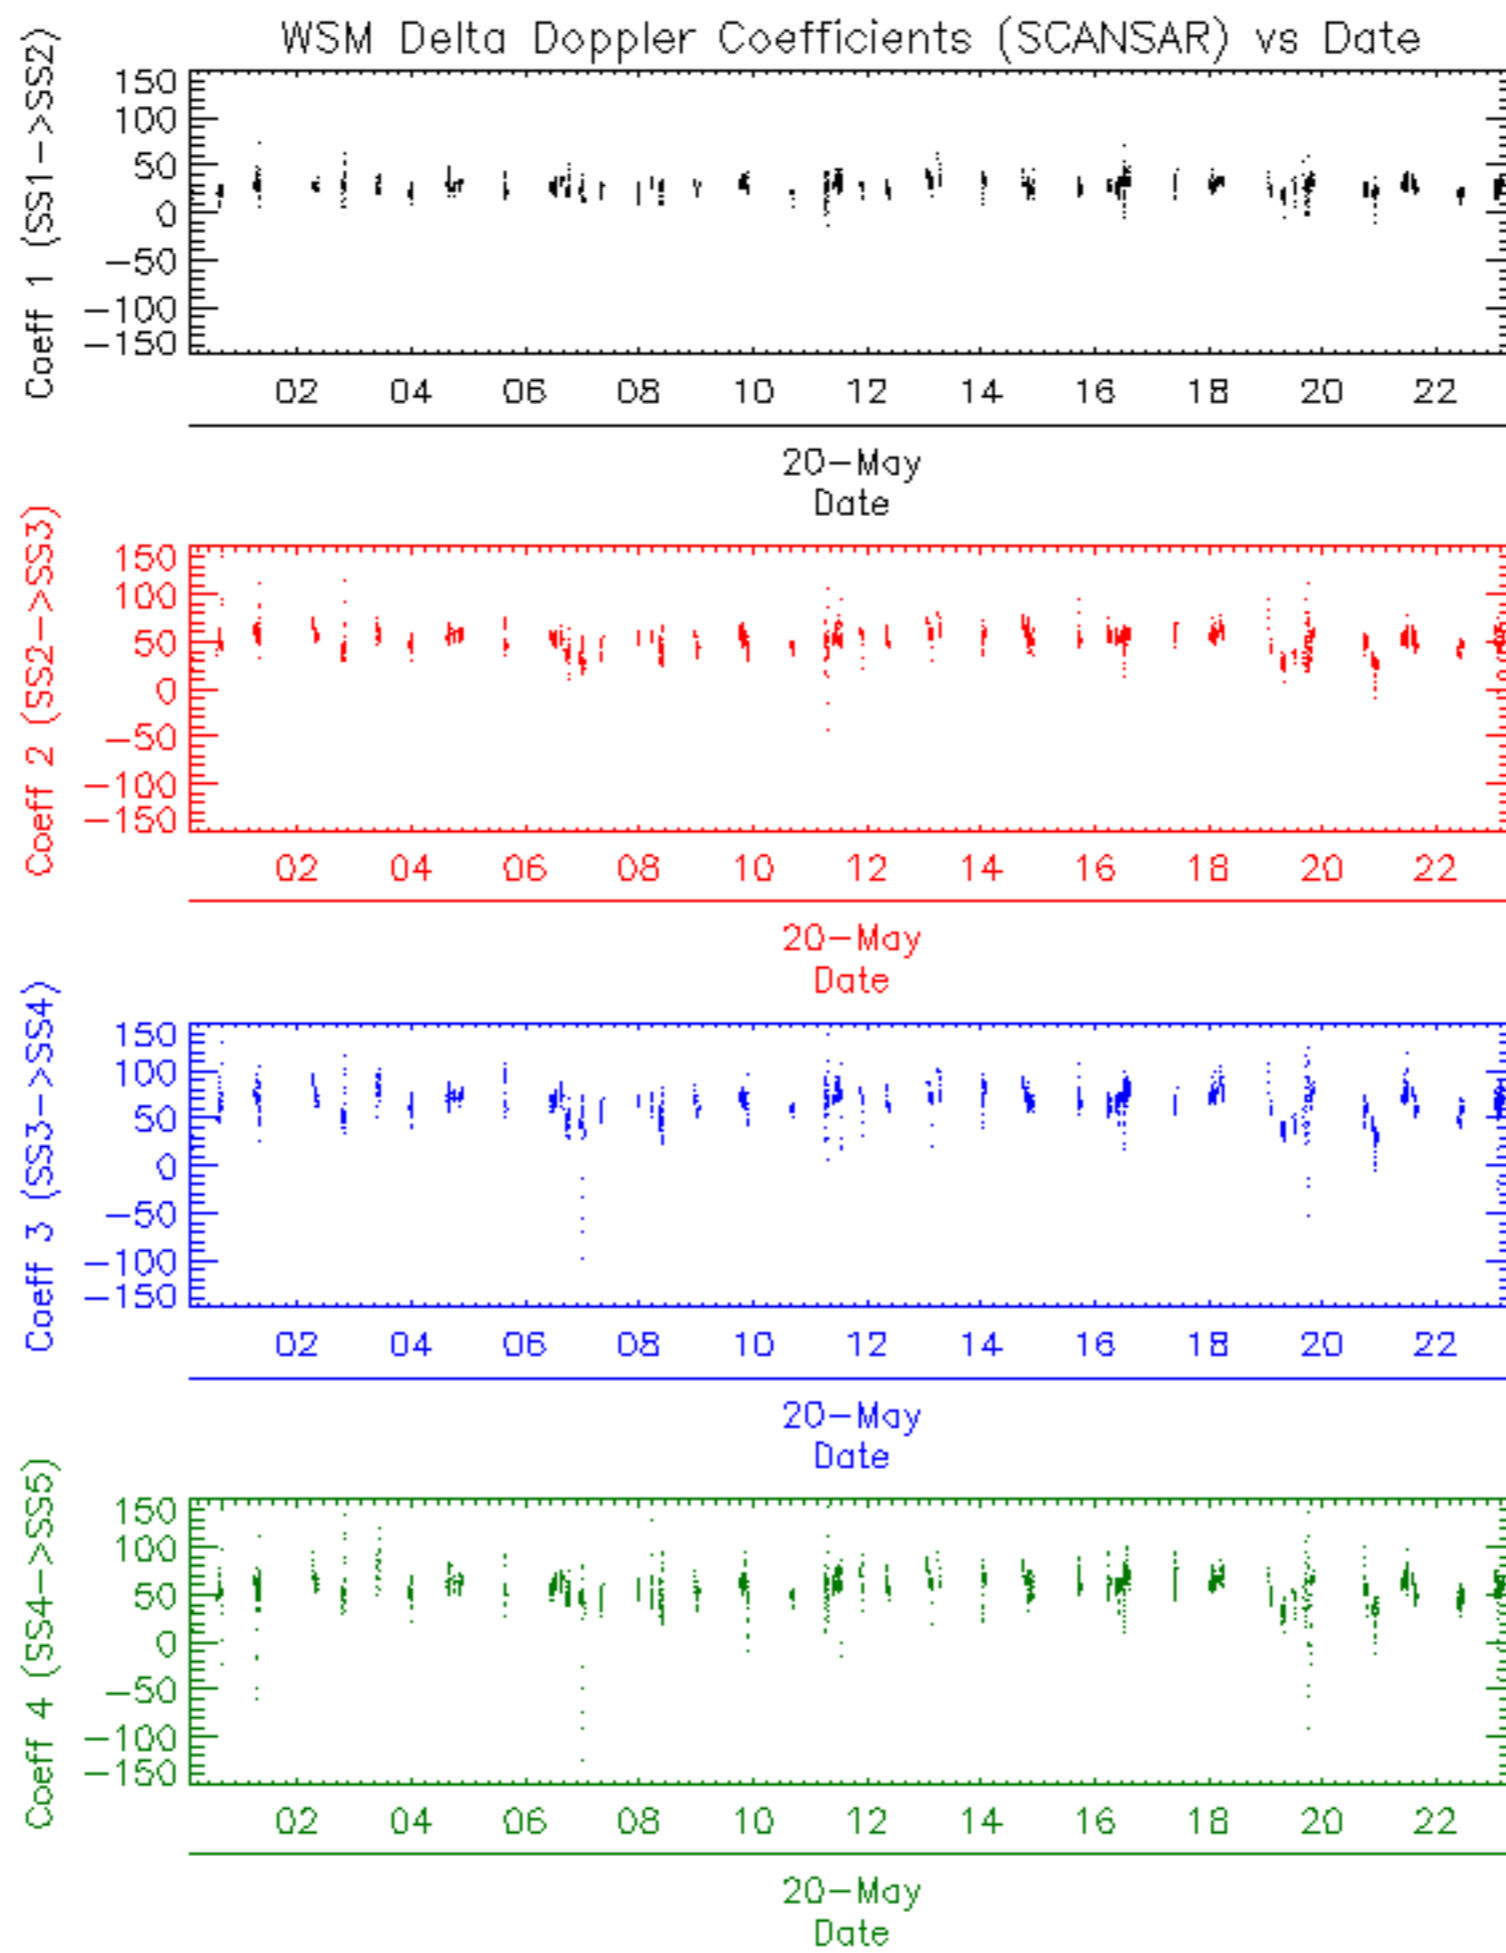 WSM Delta Doppler Coefficients (SCANSAR) vs Date
Coeff 1 (SS1->SS2)
150
100
50
0
-50
-100
-150
02 04 06 08 10 12 14 16 18 20 22
20-May
Date
Coeff 2 (SS2->SS3)
150
100
50
0
-50
-100
-150
02 04 06 08 10 12 14 16 18 20 22
20-May
Date
Coeff 3 (SS3->SS4)
150
100
50
0
-50
-100
-150
02 04 06 08 10 12 14 16 18 20 22
20-May
Date
Coeff 4 (SS4->SS5)
150
100
50
0
-50
-100
-150
02 04 06 08 10 12 14 16 18 20 22
20-May
Date